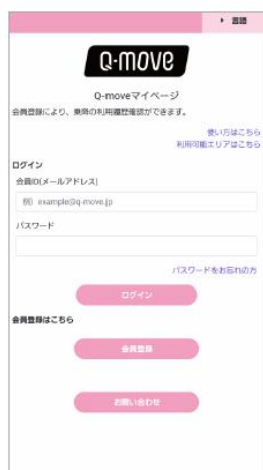 言語
Q-move
Q-moveマイページ
会員登録により、乗降の利用履歴確認ができます。
使い方はこちら
利用可能エリアはこちら
ログイン
会員ID(メールアドレス)
例）example@q-move.jp
パスワード
パスワードをお忘れの方
ログイン
会員登録はこちら
会員登録
お問い合わせ